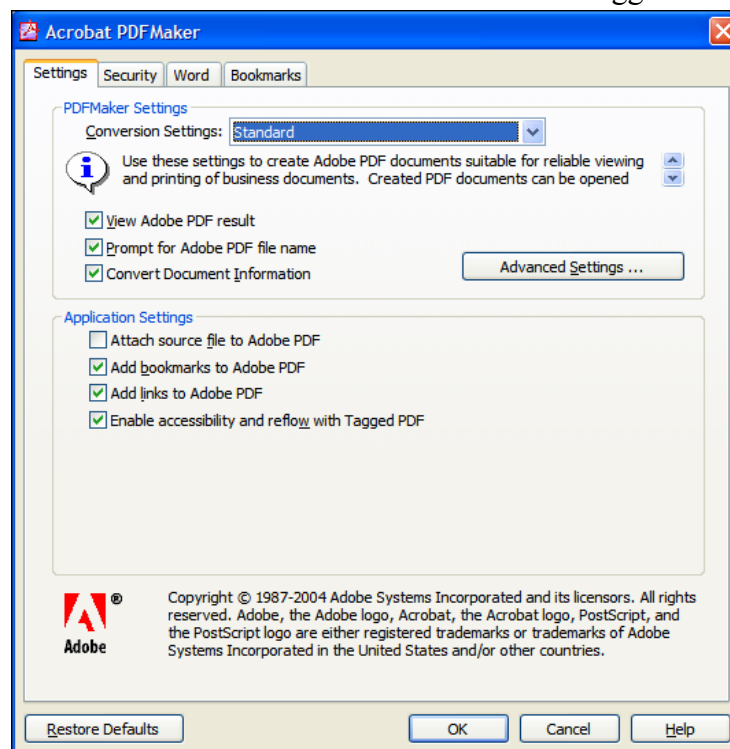 Acrobat PDFMaker
Settings Security Word Bookmarks
PDFMaker Settings
Conversion Settings: Standard
Use these settings to create Adobe PDF documents suitable for reliable viewing
and printing of business documents. Created PDF documents can be opened
View Adobe PDF result
Prompt for Adobe PDF file name
Convert Document Information
Advanced Settings ...
Application Settings
Attach source file to Adobe PDF
Add bookmarks to Adobe PDF
Add links to Adobe PDF
Enable accessibility and reflow with Tagged PDF
Copyright © 1987-2004 Adobe Systems Incorporated and its licensors. All rights
reserved. Adobe, the Adobe logo, Acrobat, the Acrobat logo, PostScript, and
the PostScript logo are either registered trademarks or trademarks of Adobe
Systems Incorporated in the United States and/or other countries.
®
Adobe
Restore Defaults OK Cancel Help